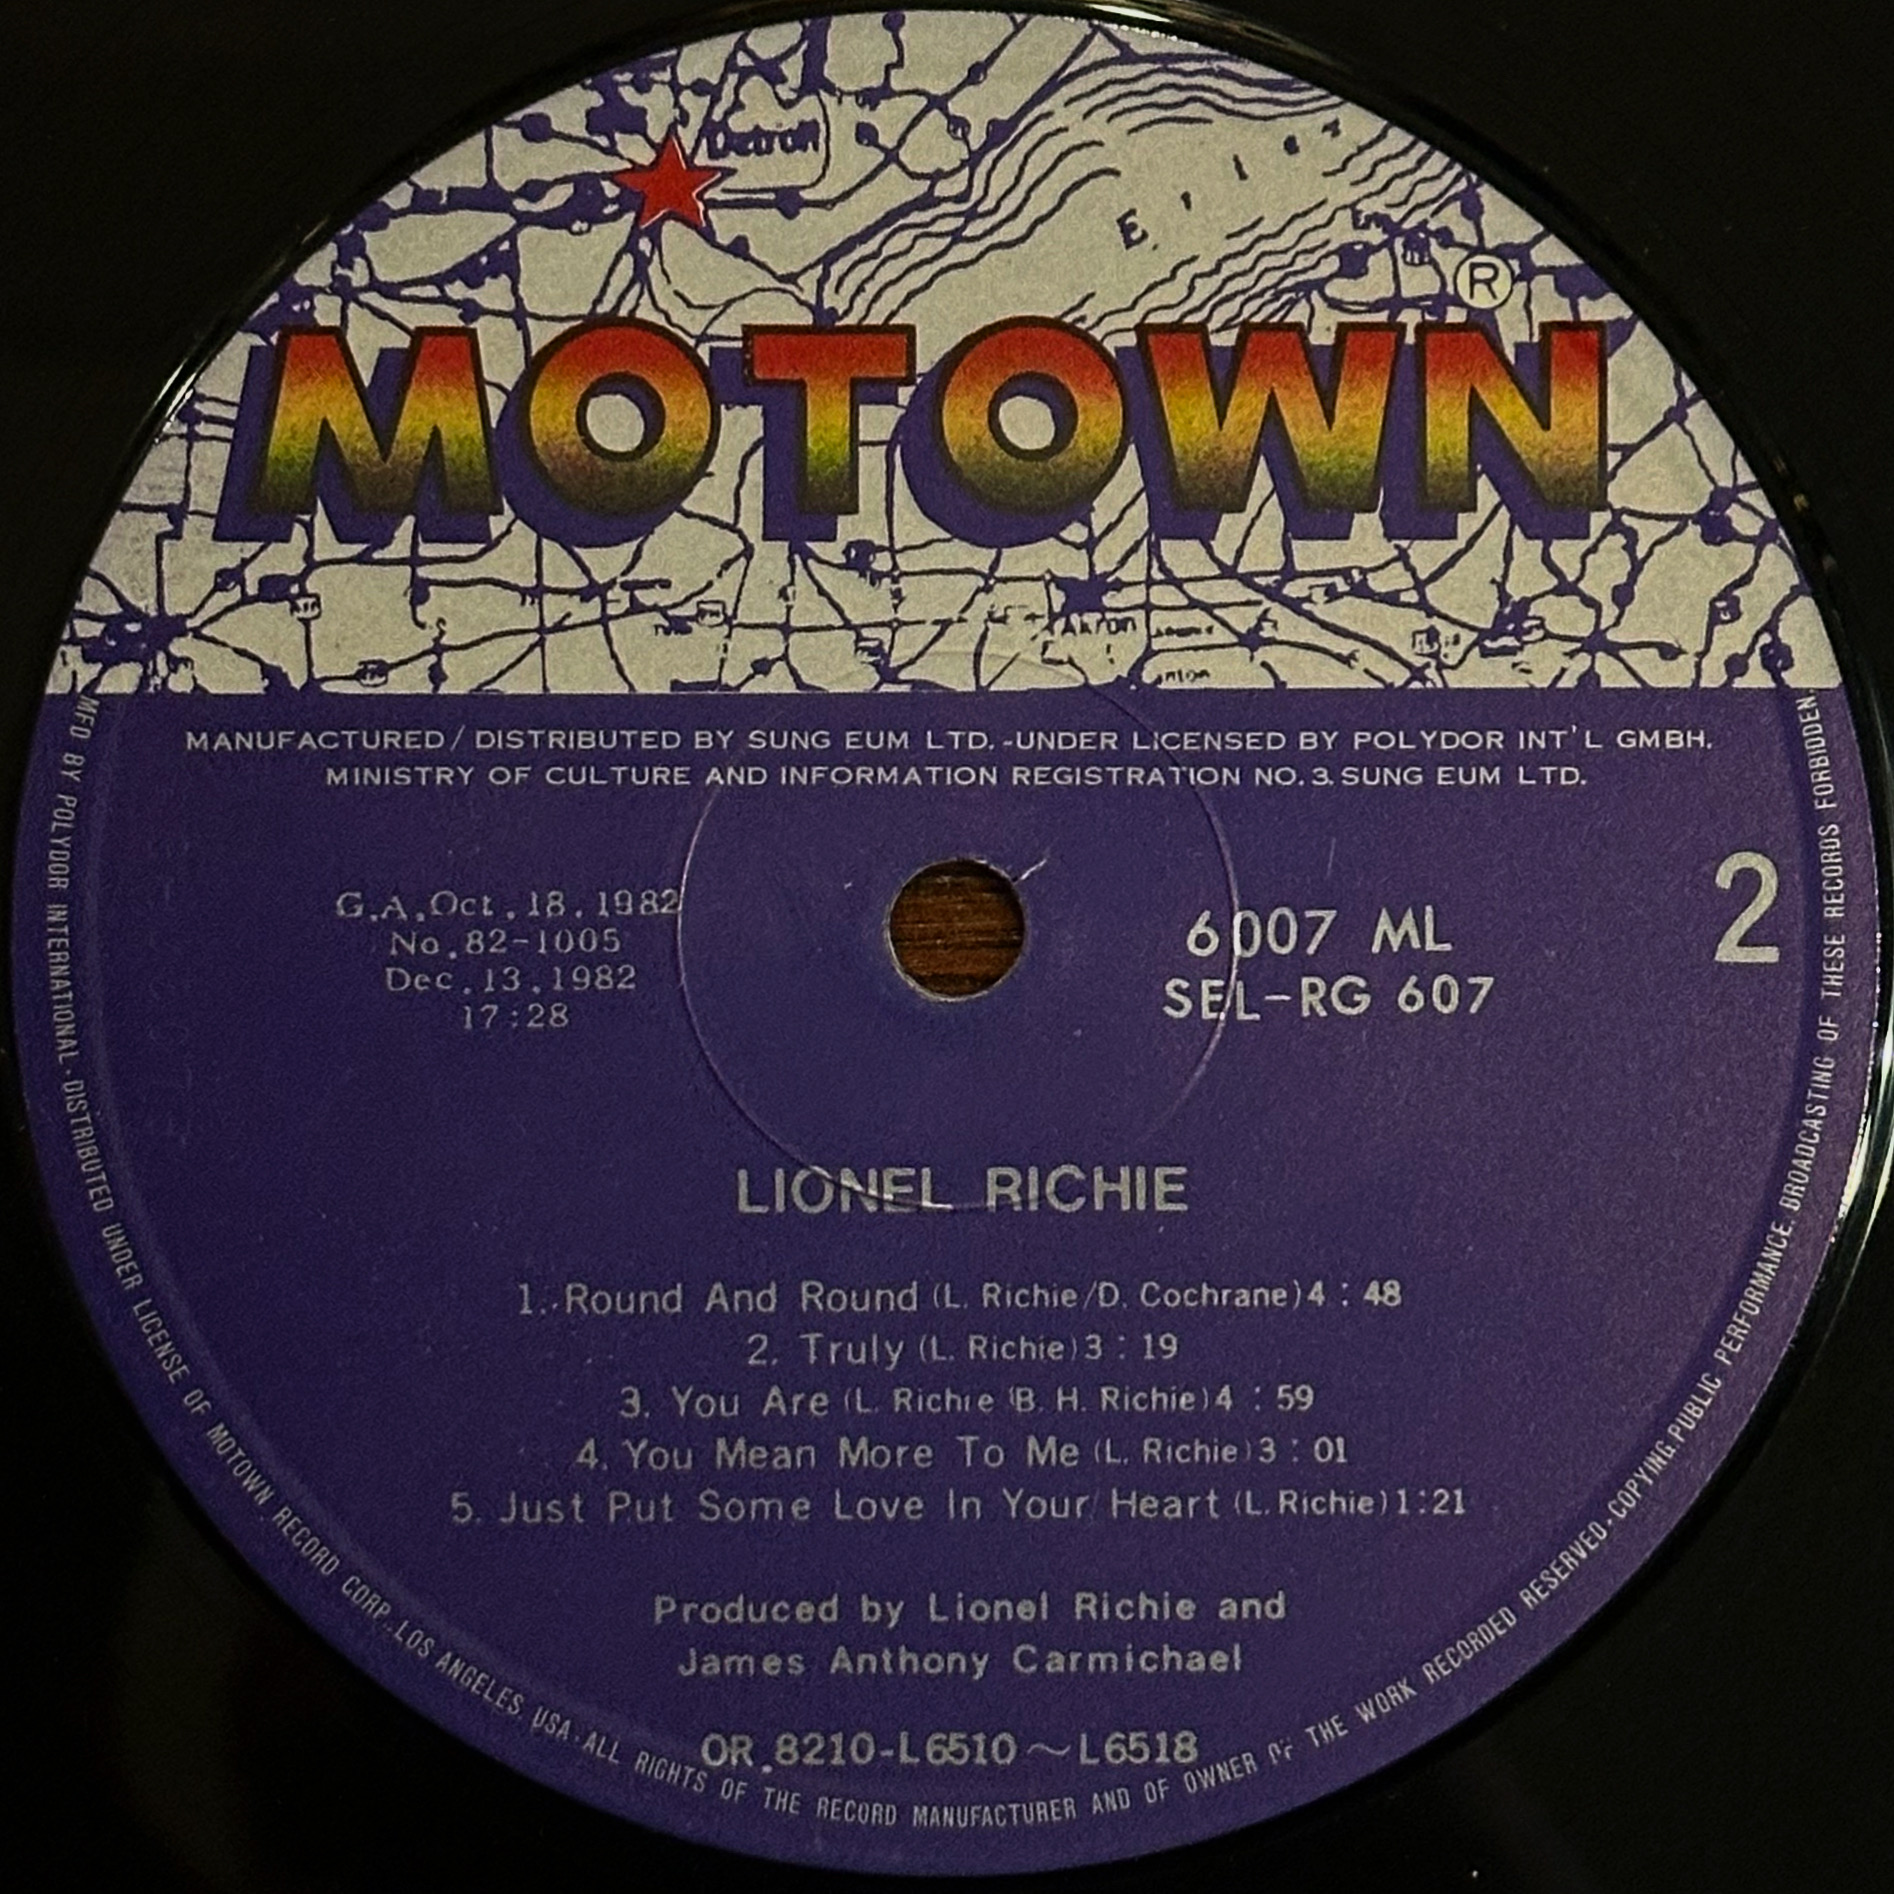 Detroit
Erie
Erie
®
MOTOWN
Akron
MANUFACTURED/ DISTRIBUTED BY SUNG EUM LTD.-UNDER LICENSED BY POLYDOR INT'L GMBH.
MINISTRY OF CULTURE AND INFORMATION REGISTRATION NO.3. SUNG EUM LTD.
G.A.Oct.18.1982
No.82-1005
Dec.13.1982
17:28
6007 ML
SEL-RG 607
2
LIONEL RICHIE
1. Round And Round (L. Richie/D. Cochrane) 4 : 48
2. Truly (L. Richie) 3 : 19
3. You Are (L. Richie B. H. Richie) 4 : 59
4. You Mean More To Me (L. Richie) 3 : 01
5. Just Put Some Love In Your Heart (L. Richie) 1:21
Produced by Lionel Richie and
James Anthony Carmichael
OR.8210-L6510~L6518
MFD BY POLYDOR INTERNATIONAL·DISTRIBUTED UNDER LICENSE OF MOTOWN RECORD CORP.. LOS ANGELES. USA·ALL RIGHTS OF THE RECORD MANUFACTURER AND OF OWNER OF THE WORK RECORDED RESERVED·COPYING.PUBLIC PERFORMANCE. BROADCASTING OF THESE RECORDS FORBIDDEN.